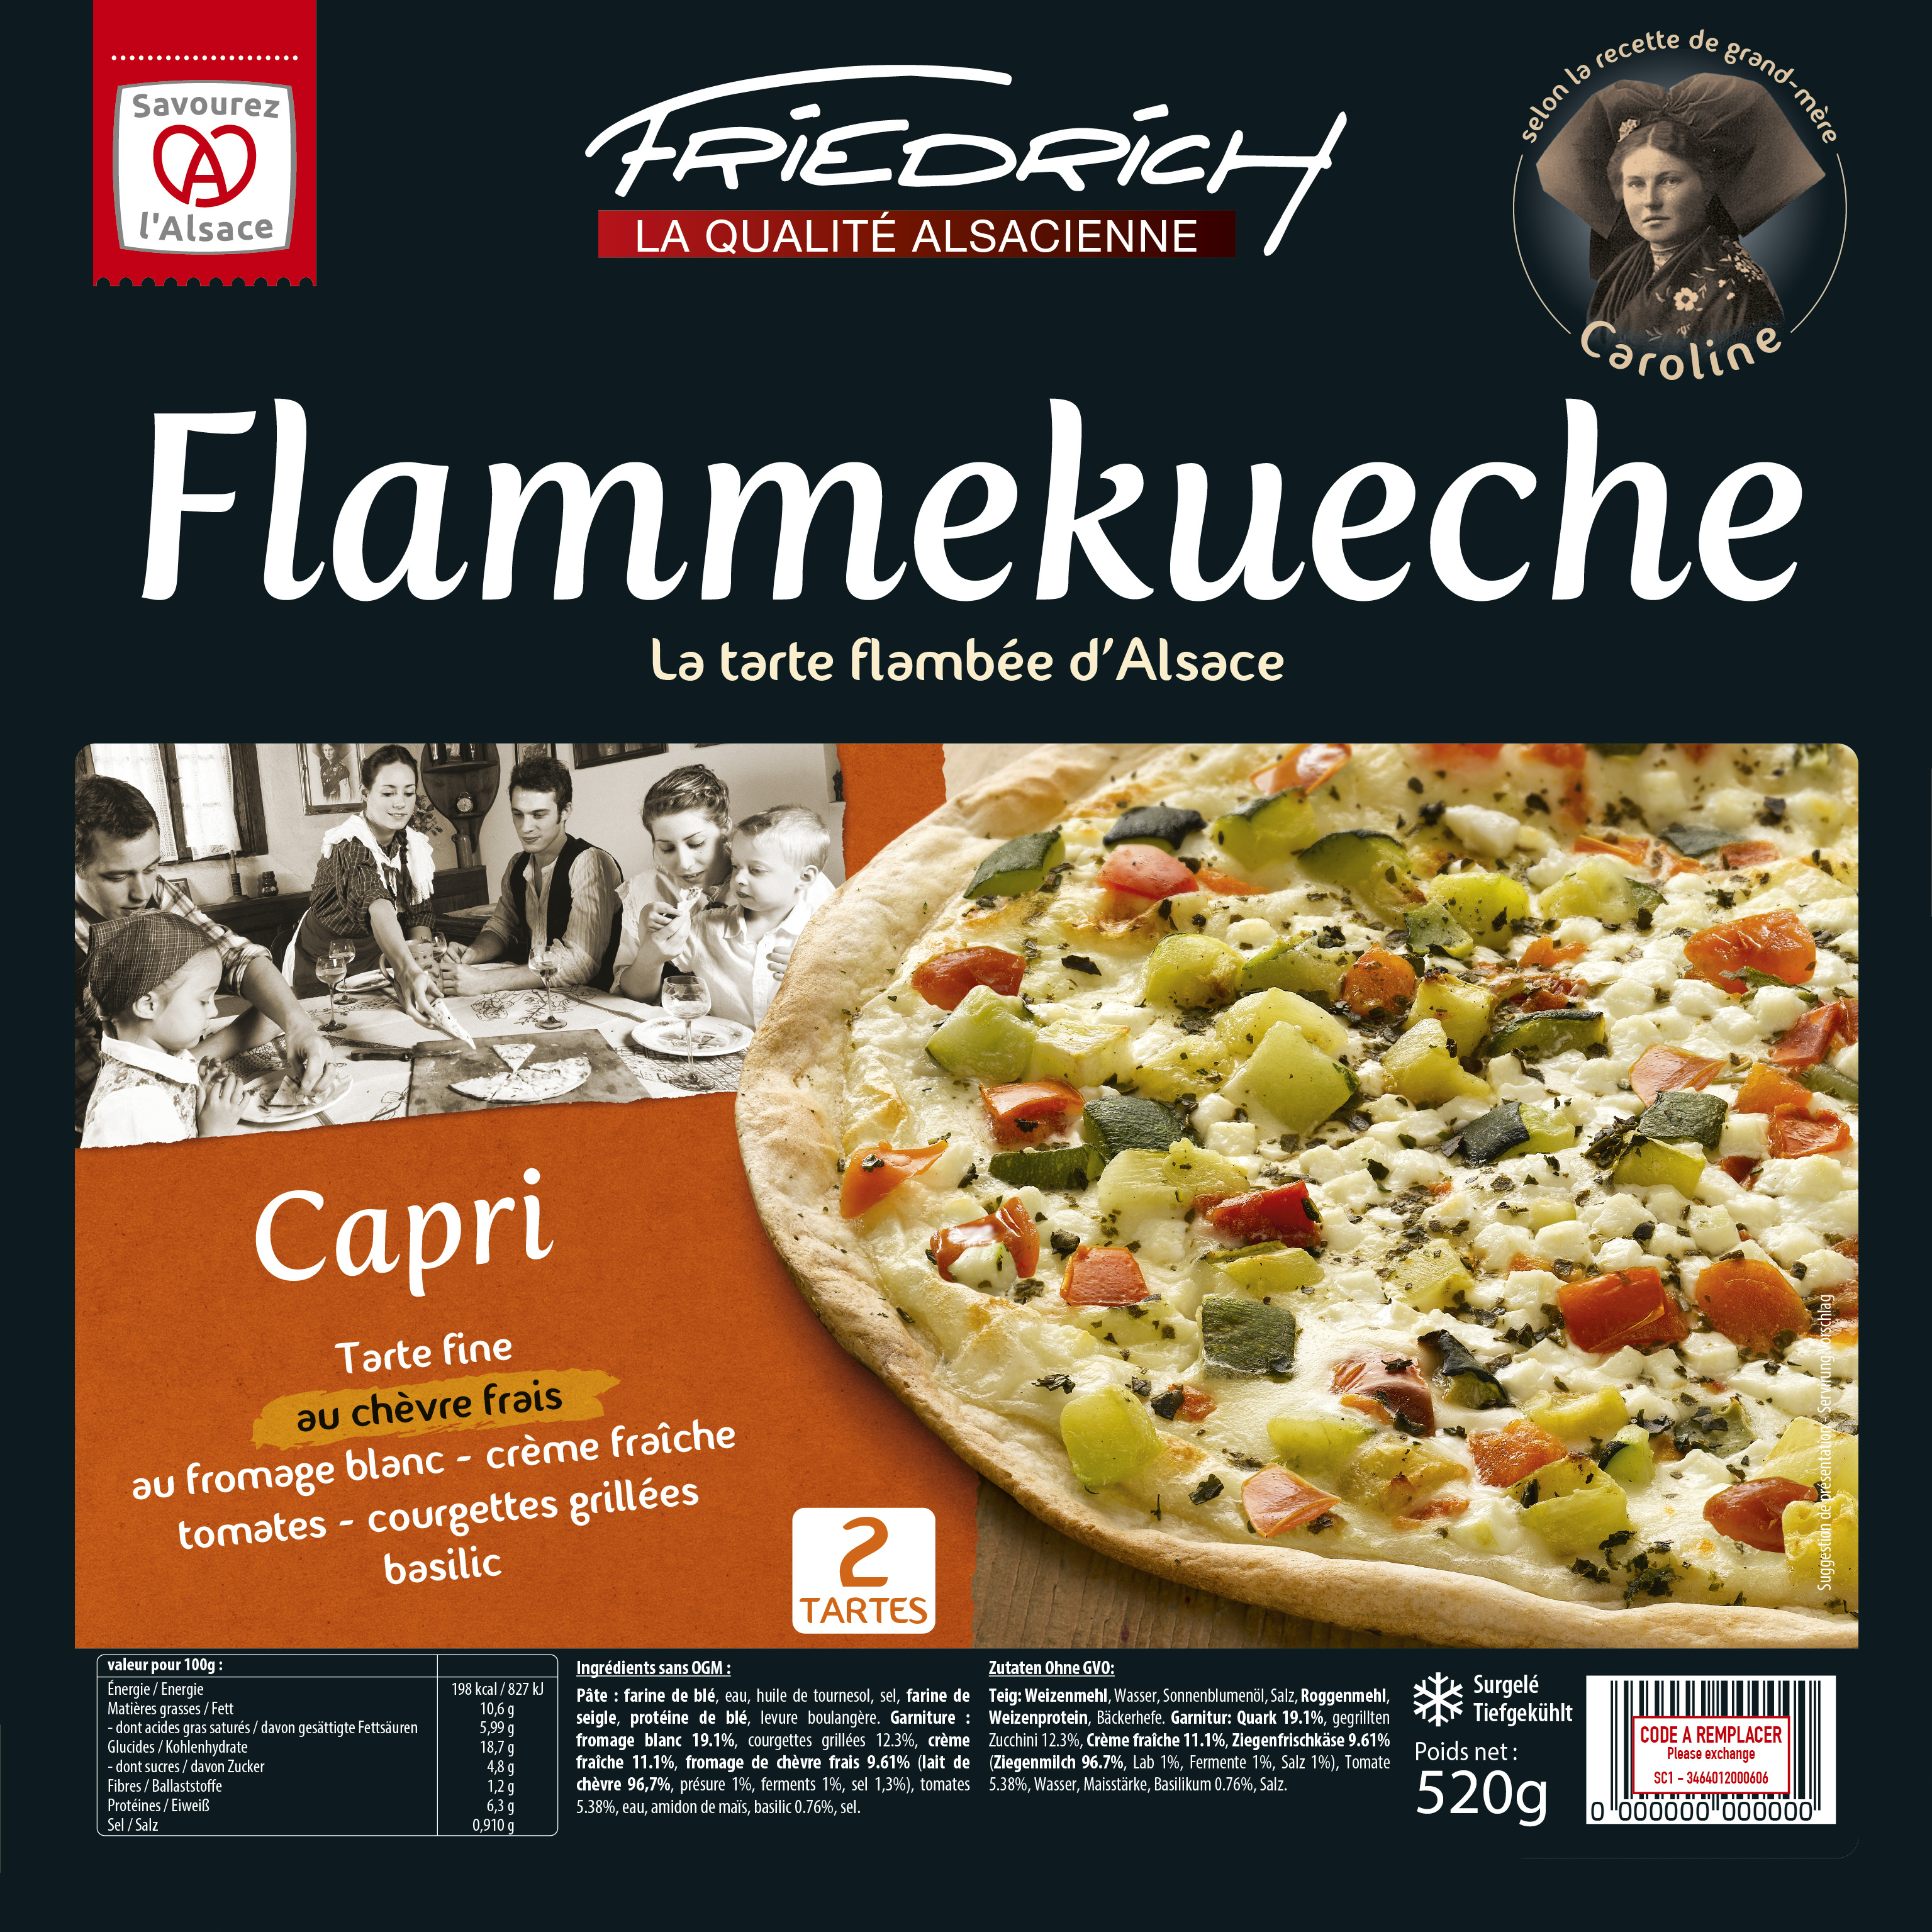 Savourez
l'Alsace
FRIEDRICH
LA QUALITÉ ALSACIENNE
selon la recette de grand-mère
Caroline
Flammekueche
La tarte flambée d'Alsace
Capri
Tarte fine
au chèvre frais
au fromage blanc - crème fraîche
tomates - courgettes grillées
basilic
2
TARTES
Suggestion de présentation - Servierungvorschlag
valeur pour 100g :
Énergie / Energie 198 kcal / 827 kJ
Matières grasses / Fett 10,6 g
- dont acides gras saturés / davon gesättigte Fettsäuren 5,99 g
Glucides / Kohlenhydrate 18,7 g
- dont sucres / davon Zucker 4,8 g
Fibres / Ballaststoffe 1,2 g
Protéines / Eiweiß 6,3 g
Sel / Salz 0,910 g
Ingrédients sans OGM :
Pâte : farine de blé, eau, huile de tournesol, sel, farine de
seigle, protéine de blé, levure boulangère. Garniture :
fromage blanc 19.1%, courgettes grillées 12.3%, crème
fraîche 11.1%, fromage de chèvre frais 9.61% (lait de
chèvre 96,7%, présure 1%, ferments 1%, sel 1,3%), tomates
5.38%, eau, amidon de maïs, basilic 0.76%, sel.
Zutaten Ohne GVO:
Teig: Weizenmehl, Wasser, Sonnenblumenöl, Salz, Roggenmehl,
Weizenprotein, Bäckerhefe. Garnitur: Quark 19.1%, gegrillten
Zucchini 12.3%, Crème fraiche 11.1%, Ziegenfrischkäse 9.61%
(Ziegenmilch 96.7%, Lab 1%, Fermente 1%, Salz 1%), Tomate
5.38%, Wasser, Maisstärke, Basilikum 0.76%, Salz.
Surgelé
Tiefgekühlt
Poids net :
520g
CODE A REMPLACER
Please exchange
SC1 - 3464012000606
0 000000 000000